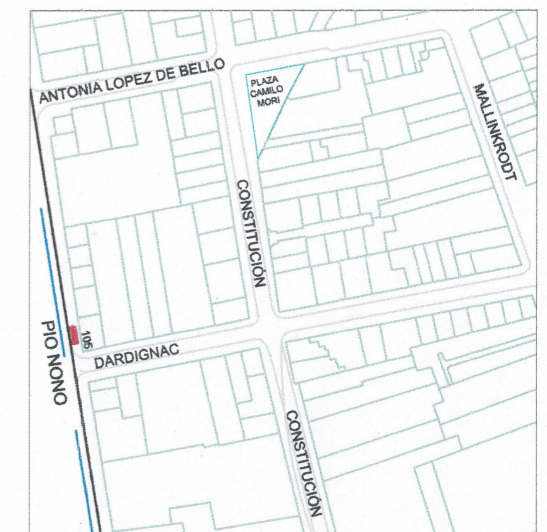 ANTONIA LOPEZ DE BELLO
PLAZA
CAMILO
MORI
MALLINKRODT
CONSTITUCIÓN
105
PIO NONO
DARDIGNAC
CONSTITUCIÓN